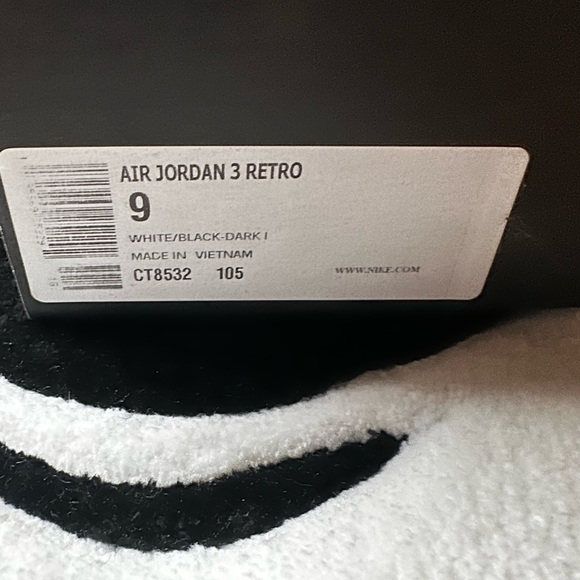 AIR JORDAN 3 RETRO
9
WHITE/BLACK-DARK I
MADE IN VIETNAM
CT8532 105
WWW.NIKE.COM